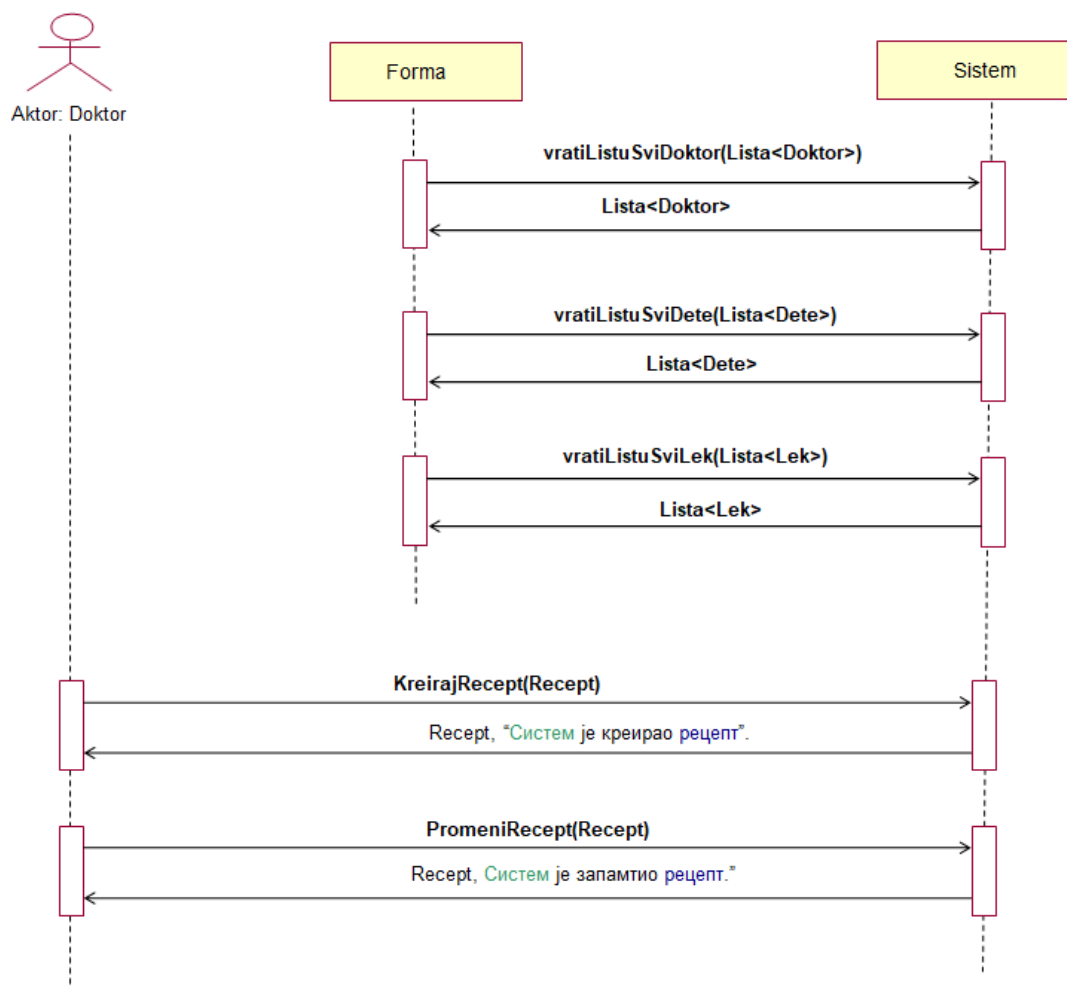 Forma
Sistem
Aktor: Doktor
vratiListuSviDoktor(Lista<Doktor>)
Lista<Doktor>
vratiListuSviDete(Lista<Dete>)
Lista<Dete>
vratiListuSviLek(Lista<Lek>)
Lista<Lek>
KreirajRecept(Recept)
Recept, “Систем је креирао рецепт”.
PromeniRecept(Recept)
Recept, Систем је запамтио рецепт.”